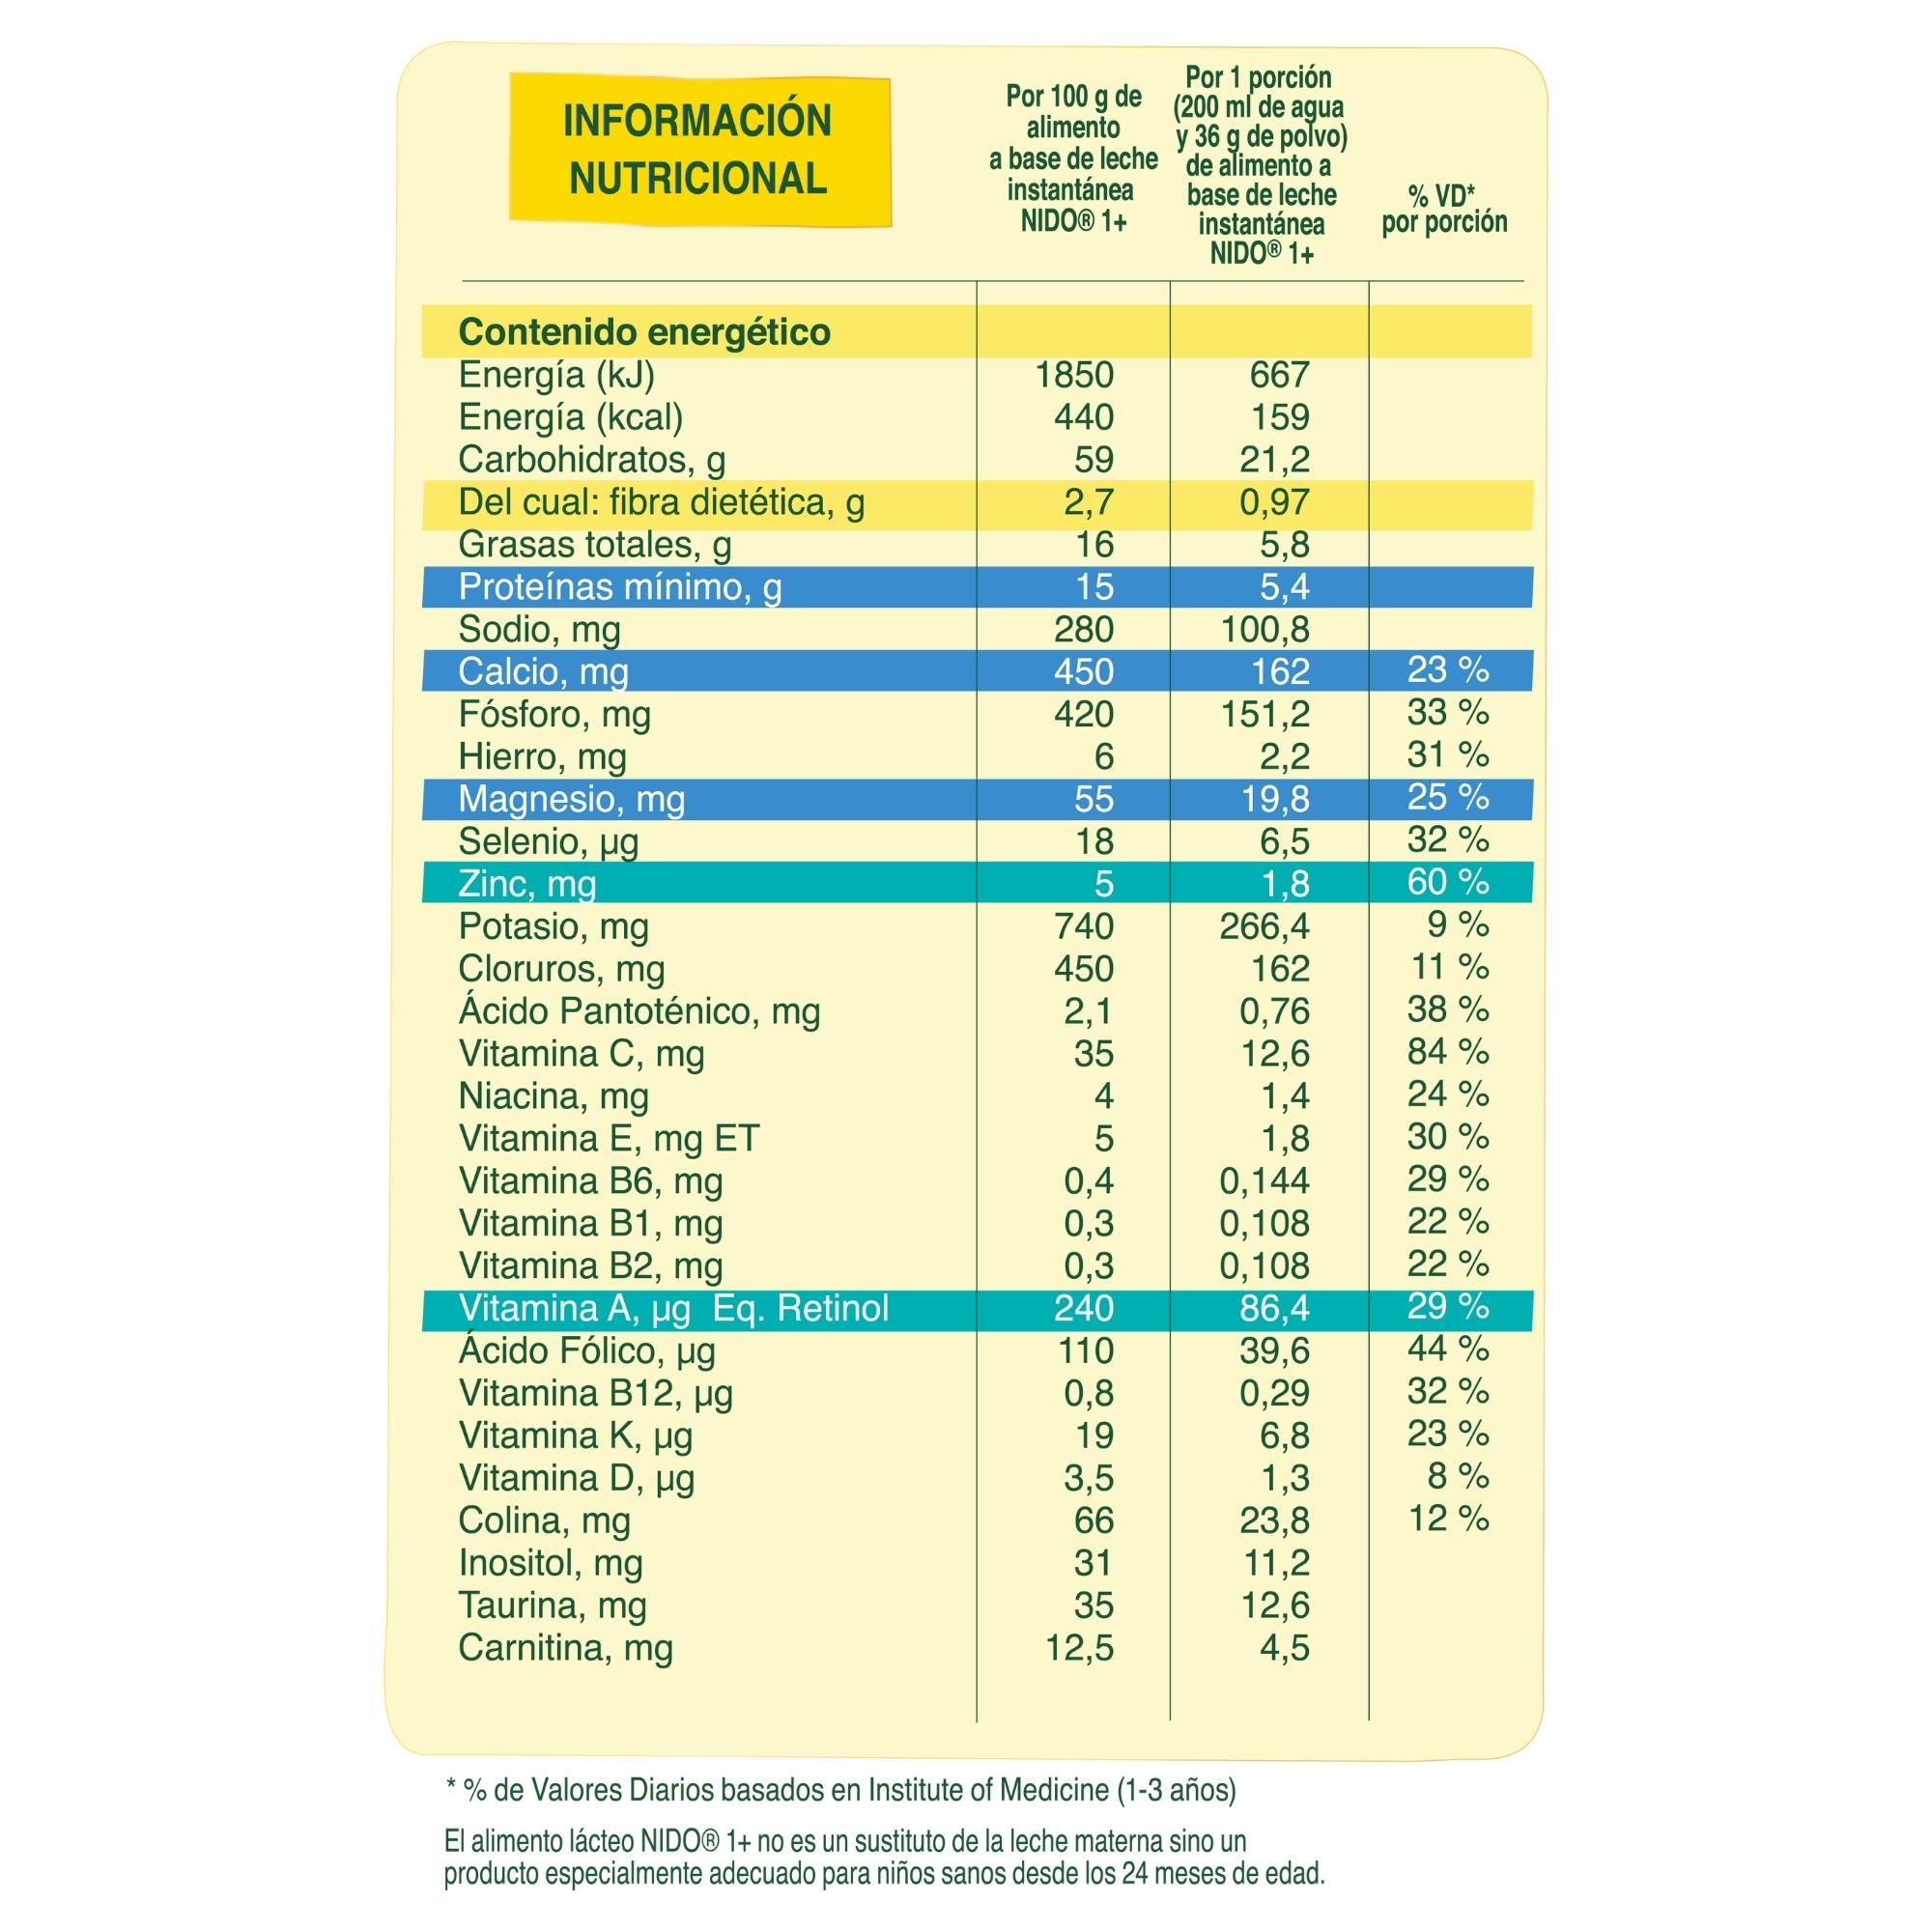 INFORMACIÓN
NUTRICIONAL
Por 100 g de
alimento
a base de leche
instantánea
NIDO® 1+
Por 1 porción
(200 ml de agua
y 36 g de polvo)
de alimento a
base de leche
instantánea
NIDO® 1+
% VD*
por porción
Contenido energético
Energía (kJ) 1850 667
Energía (kcal) 440 159
Carbohidratos, g 59 21,2
Del cual: fibra dietética, g 2,7 0,97
Grasas totales, g 16 5,8
Proteínas mínimo, g 15 5,4
Sodio, mg 280 100,8
Calcio, mg 450 162 23 %
Fósforo, mg 420 151,2 33 %
Hierro, mg 6 2,2 31 %
Magnesio, mg 55 19,8 25 %
Selenio, µg 18 6,5 32 %
Zinc, mg 5 1,8 60 %
Potasio, mg 740 266,4 9 %
Cloruros, mg 450 162 11 %
Ácido Pantoténico, mg 2,1 0,76 38 %
Vitamina C, mg 35 12,6 84 %
Niacina, mg 4 1,4 24 %
Vitamina E, mg ET 5 1,8 30 %
Vitamina B6, mg 0,4 0,144 29 %
Vitamina B1, mg 0,3 0,108 22 %
Vitamina B2, mg 0,3 0,108 22 %
Vitamina A, µg Eq. Retinol 240 86,4 29 %
Ácido Fólico, µg 110 39,6 44 %
Vitamina B12, µg 0,8 0,29 32 %
Vitamina K, µg 19 6,8 23 %
Vitamina D, µg 3,5 1,3 8 %
Colina, mg 66 23,8 12 %
Inositol, mg 31 11,2
Taurina, mg 35 12,6
Carnitina, mg 12,5 4,5
* % de Valores Diarios basados en Institute of Medicine (1-3 años)
El alimento lácteo NIDO® 1+ no es un sustituto de la leche materna sino un
producto especialmente adecuado para niños sanos desde los 24 meses de edad.